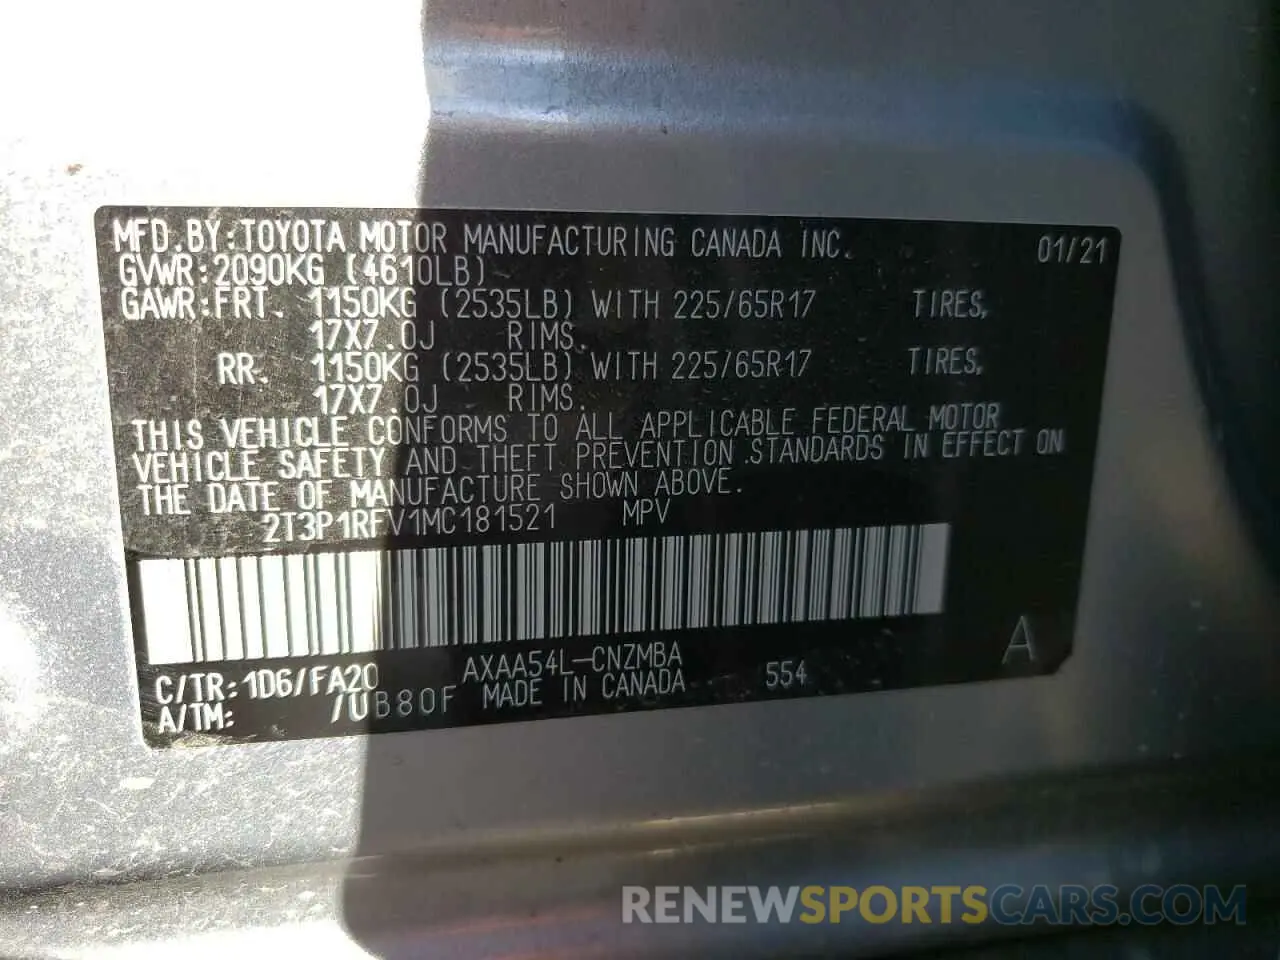 MFD.BY:TOYOTA MOTOR MANUFACTURING CANADA INC. 01/21
GVWR:2090KG (4610LB)
GAWR:FRT. 1150KG (2535LB) WITH 225/65R17 TIRES,
17X7.0J RIMS.
RR. 1150KG (2535LB) WITH 225/65R17 TIRES,
17X7.0J RIMS.
THIS VEHICLE CONFORMS TO ALL APPLICABLE FEDERAL MOTOR
VEHICLE SAFETY AND THEFT PREVENTION STANDARDS IN EFFECT ON
THE DATE OF MANUFACTURE SHOWN ABOVE.
2T3P1RFV1MC181521 MPV
C/TR:1D6/FA20 AXAA54L-CNZMBA 554 A
A/TM: /UB80F MADE IN CANADA
RENEWSPORTSCARS.COM